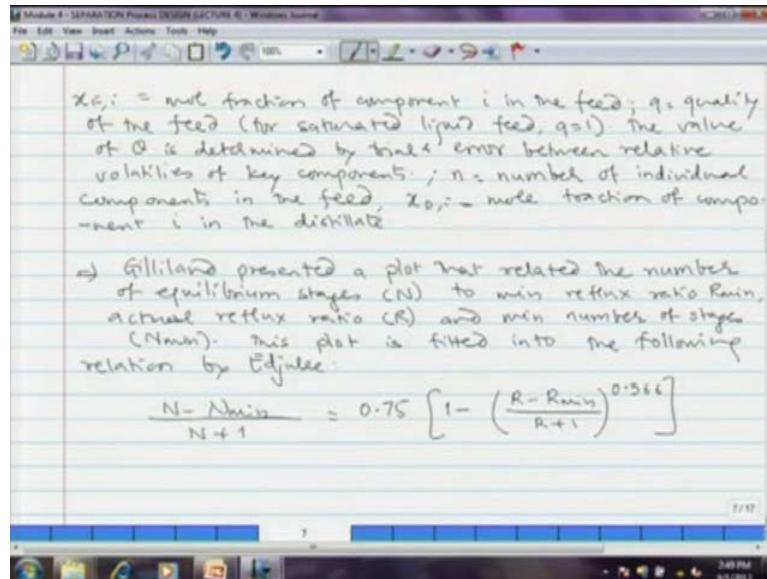 Module 4 - SEPARATION Process DESIGN (LECTURE 4) - Windows Journal
File Edit View Insert Actions Tools Help
100%
xF,i = mole fraction of component i in the feed; q = quality
of the feed (for saturated liquid feed, q=1) The value
of θ is determined by trial & error between relative
volatilies of key components. ; n = number of individual
components in the feed, xD,i = mole fraction of compo-
-nent i in the distillate
⇒ Gilliland presented a plot that related the number
of equilibrium stages (N) to min reflux ratio Rmin,
actual reflux ratio (R) and min number of stages
(Nmin). This plot is fitted into the following
relation by Edjulee:
N - Nmin / N + 1 = 0.75 [1 - (R - Rmin / R + 1)^0.566]
7/17
7
2:49 PM